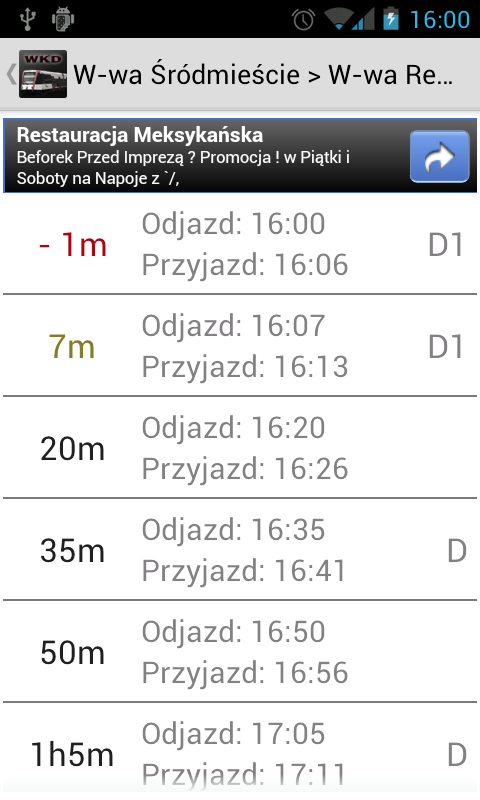 16:00
WKD
W-wa Śródmieście > W-wa Re...
Restauracja Meksykańska
Beforek Przed Imprezą ? Promocja ! w Piątki i
Soboty na Napoje z `/,
- 1m
Odjazd: 16:00
Przyjazd: 16:06
D1
7m
Odjazd: 16:07
Przyjazd: 16:13
D1
20m
Odjazd: 16:20
Przyjazd: 16:26
35m
Odjazd: 16:35
Przyjazd: 16:41
D
50m
Odjazd: 16:50
Przyjazd: 16:56
1h5m
Odjazd: 17:05
Przyjazd: 17:11
D